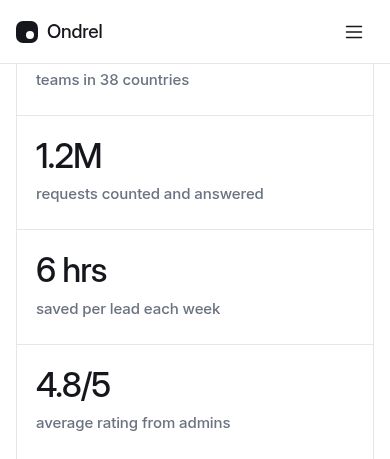 Ondrel
teams in 38 countries
1.2M
requests counted and answered
6 hrs
saved per lead each week
4.8/5
average rating from admins